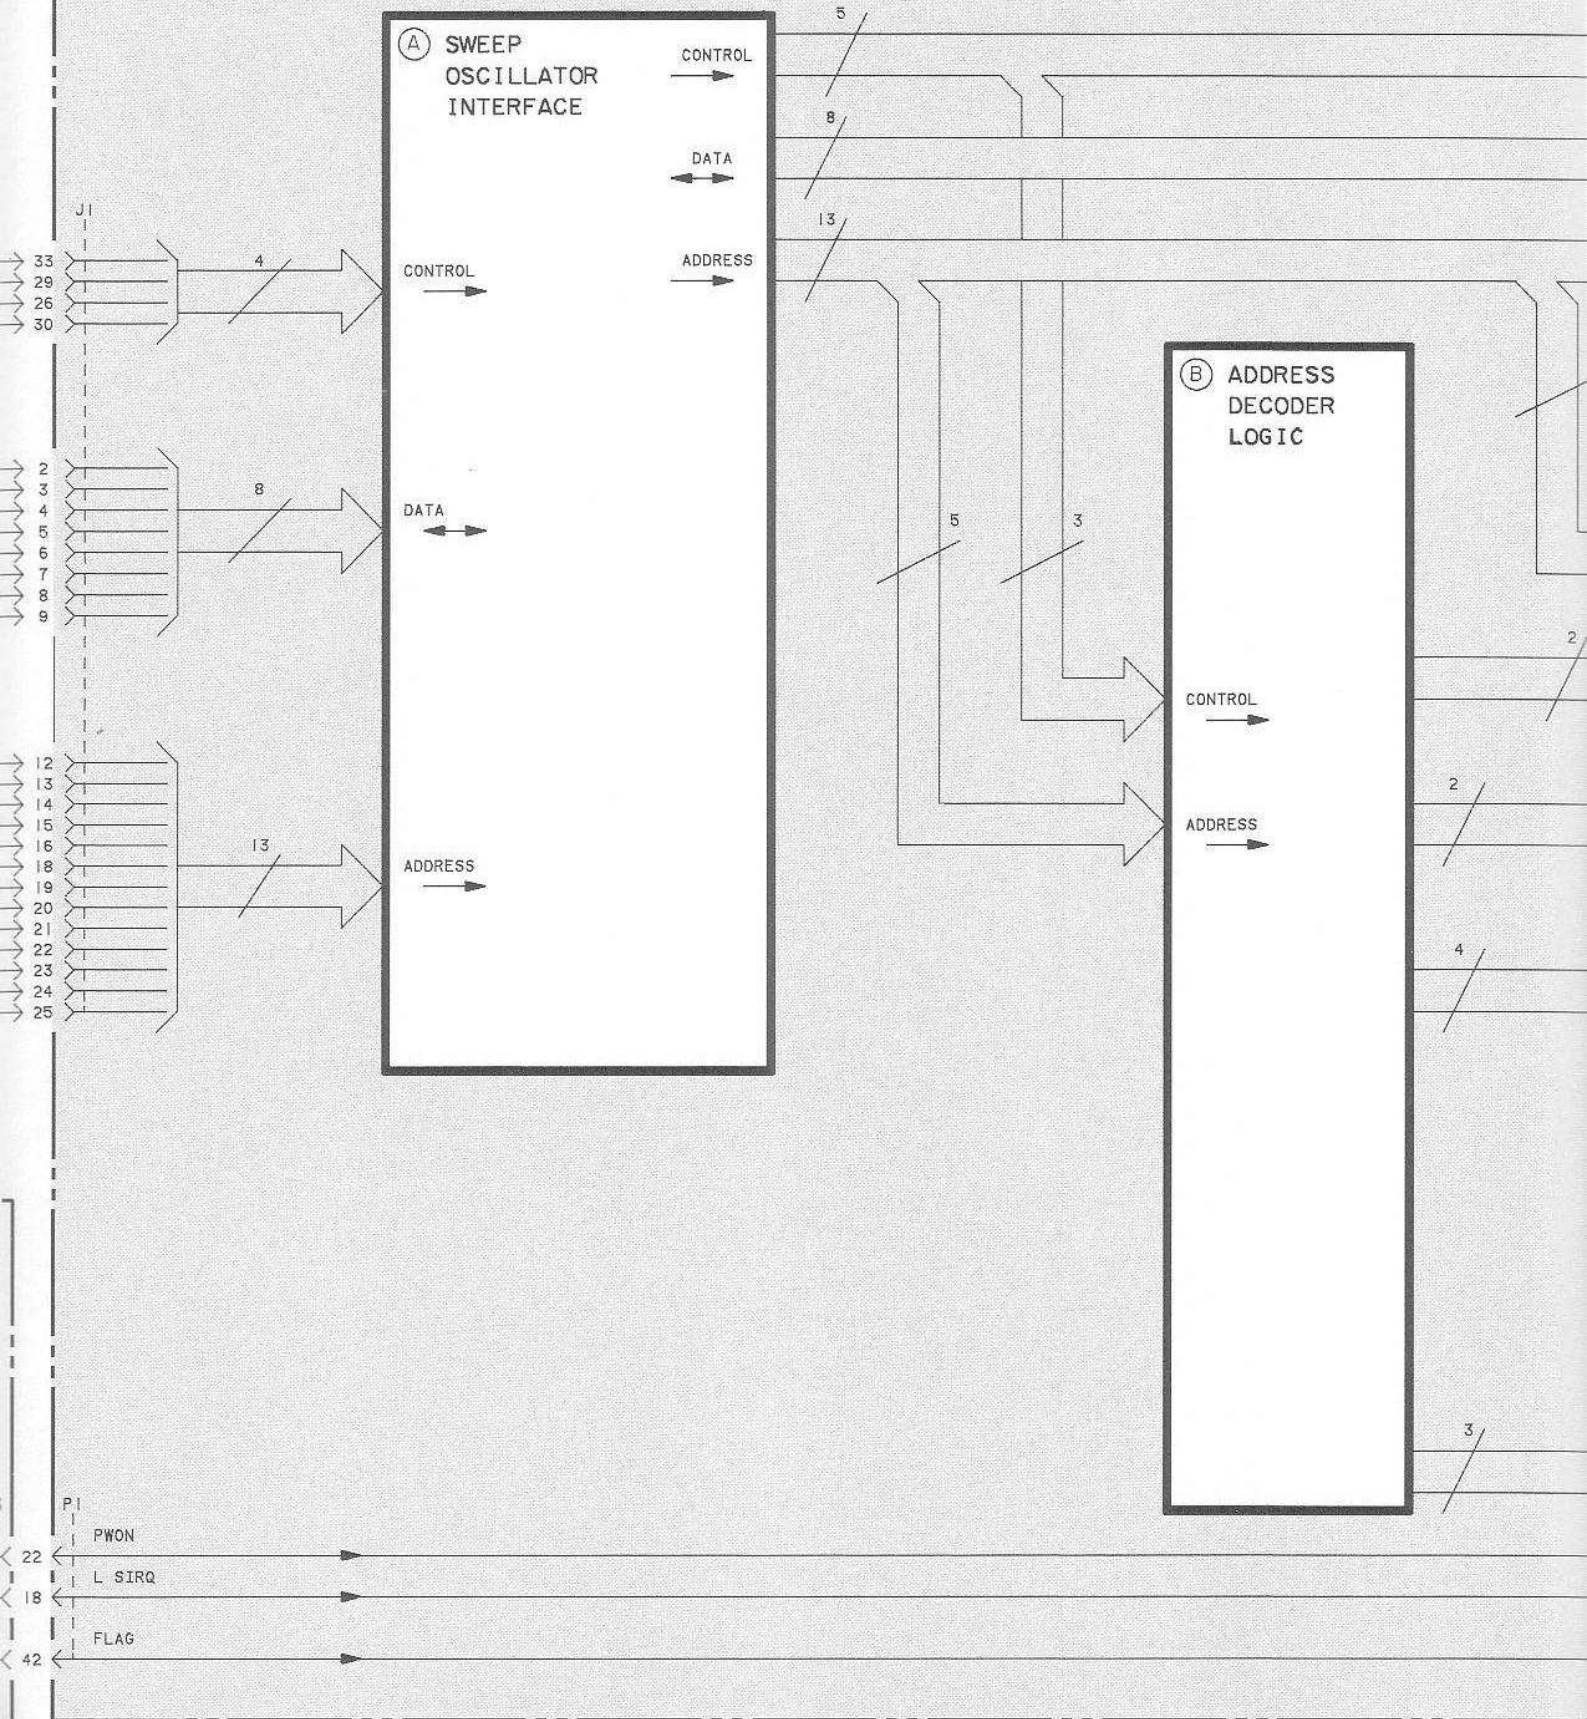 5
A SWEEP
OSCILLATOR
INTERFACE
CONTROL
8
DATA
J1
13
ADDRESS
33
29
26
30
4
CONTROL
B ADDRESS
DECODER
LOGIC
2
3
4
5
6
7
8
9
8
DATA
5
3
2
CONTROL
12
13
14
15
16
18
19
20
21
22
23
24
25
13
ADDRESS
2
ADDRESS
4
3
P1
PWON
22
L SIRQ
18
FLAG
42